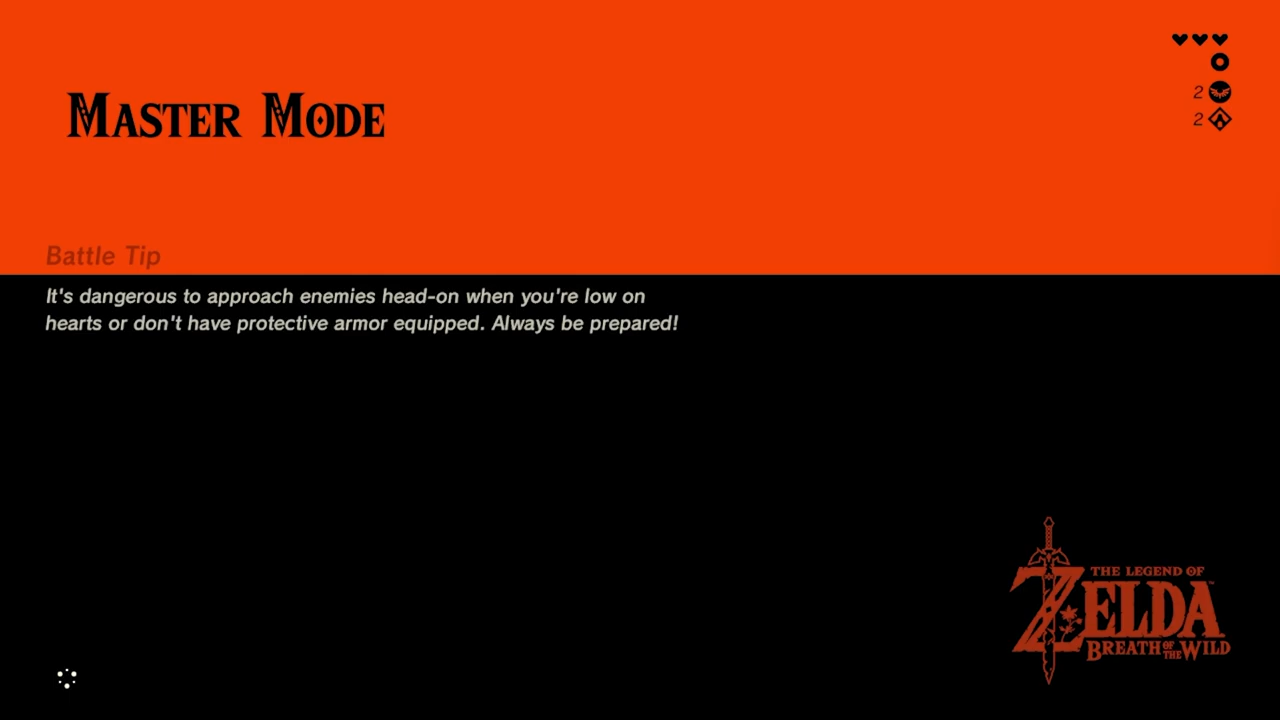 MASTER MODE
2
2
Battle Tip
It's dangerous to approach enemies head-on when you're low on
hearts or don't have protective armor equipped. Always be prepared!
THE LEGEND OF
ZELDA™
BREATH OF THE WILD